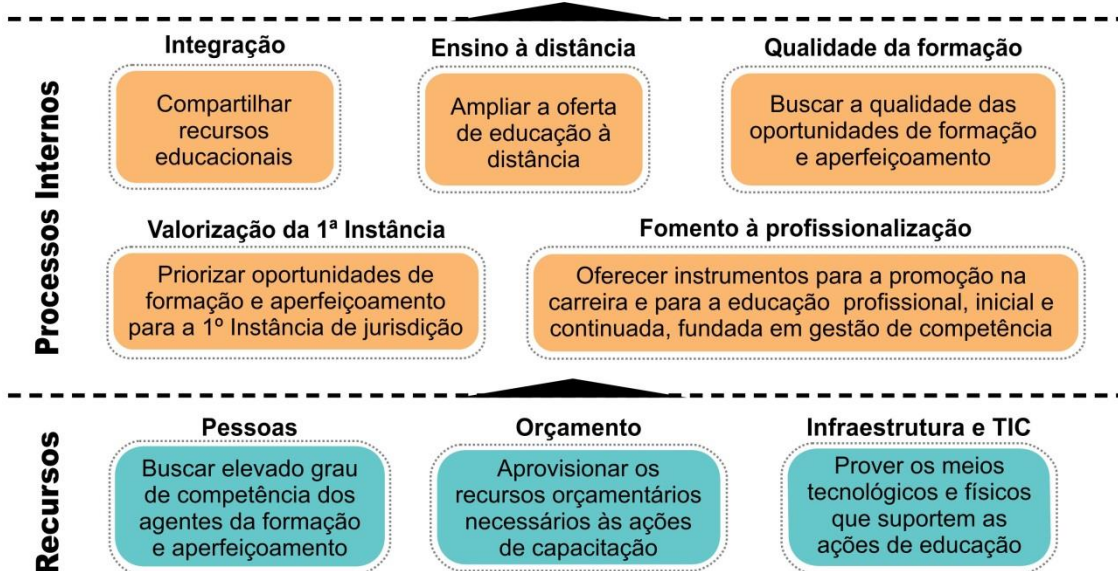 Processos Internos
Integração
Compartilhar
recursos
educacionais
Ensino à distância
Ampliar a oferta
de educação à
distância
Qualidade da formação
Buscar a qualidade das
oportunidades de formação
e aperfeiçoamento
Valorização da 1ª Instância
Priorizar oportunidades de
formação e aperfeiçoamento
para a 1º Instância de jurisdição
Fomento à profissionalização
Oferecer instrumentos para a promoção na
carreira e para a educação profissional, inicial e
continuada, fundada em gestão de competência
Recursos
Pessoas
Buscar elevado grau
de competência dos
agentes da formação
e aperfeiçoamento
Orçamento
Aprovisionar os
recursos orçamentários
necessários às ações
de capacitação
Infraestrutura e TIC
Prover os meios
tecnológicos e físicos
que suportem as
ações de educação